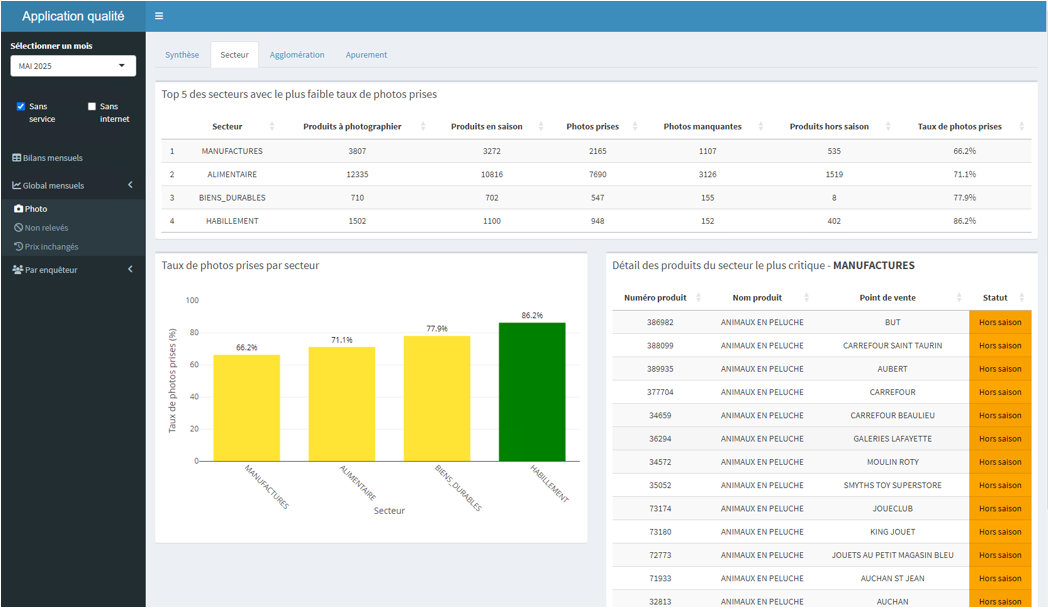 Application qualité
Sélectionner un mois
MAI 2025
Sans service
Sans internet
Bilans mensuels
Global mensuels
Photo
Non relevés
Prix inchangés
Par enquêteur
Synthèse Secteur Agglomération Apurement
Top 5 des secteurs avec le plus faible taux de photos prises
Secteur Produits à photographier Produits en saison Photos prises Photos manquantes Produits hors saison Taux de photos prises
1 MANUFACTURES 3807 3272 2165 1107 535 66.2%
2 ALIMENTAIRE 12335 10816 7690 3126 1519 71.1%
3 BIENS_DURABLES 710 702 547 155 8 77.9%
4 HABILLEMENT 1502 1100 948 152 402 86.2%
Taux de photos prises par secteur
Taux de photos prises (%)
100
80
60
40
20
0
66.2%
71.1%
77.9%
86.2%
MANUFACTURES
ALIMENTAIRE
BIENS_DURABLES
HABILLEMENT
Secteur
Détail des produits du secteur le plus critique - MANUFACTURES
Numéro produit Nom produit Point de vente Statut
386982 ANIMAUX EN PELUCHE BUT Hors saison
388099 ANIMAUX EN PELUCHE CARREFOUR SAINT TAURIN Hors saison
389935 ANIMAUX EN PELUCHE AUBERT Hors saison
377704 ANIMAUX EN PELUCHE CARREFOUR Hors saison
34659 ANIMAUX EN PELUCHE CARREFOUR BEAULIEU Hors saison
36294 ANIMAUX EN PELUCHE GALERIES LAFAYETTE Hors saison
34572 ANIMAUX EN PELUCHE MOULIN ROTY Hors saison
35052 ANIMAUX EN PELUCHE SMYTHS TOY SUPERSTORE Hors saison
73174 ANIMAUX EN PELUCHE JOUECLUB Hors saison
73180 ANIMAUX EN PELUCHE KING JOUET Hors saison
72773 ANIMAUX EN PELUCHE JOUETS AU PETIT MAGASIN BLEU Hors saison
71933 ANIMAUX EN PELUCHE AUCHAN ST JEAN Hors saison
32813 ANIMAUX EN PELUCHE AUCHAN Hors saison